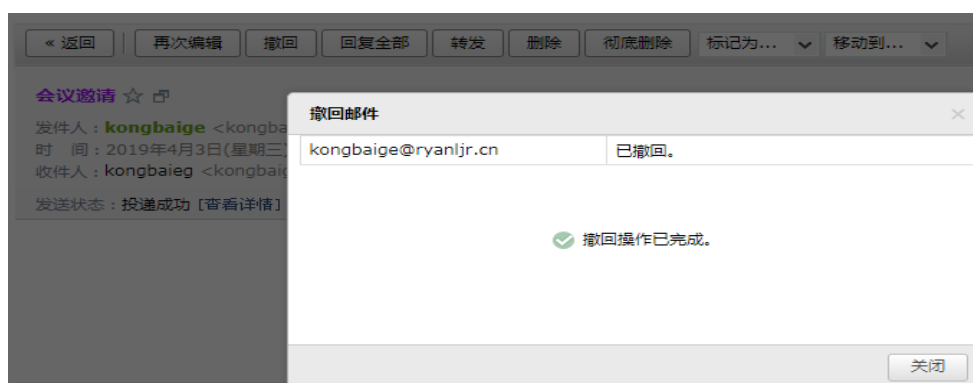 « 返回 再次编辑 撤回 回复全部 转发 删除 彻底删除 标记为... 移动到...
会议邀请
发件人：kongbaige <kongba
时 间：2019年4月3日(星期三)
收件人：kongbaieg <kongbaig
发送状态：投递成功 [查看详情]
撤回邮件 ×
kongbaige@ryanljr.cn 已撤回。
撤回操作已完成。
关闭